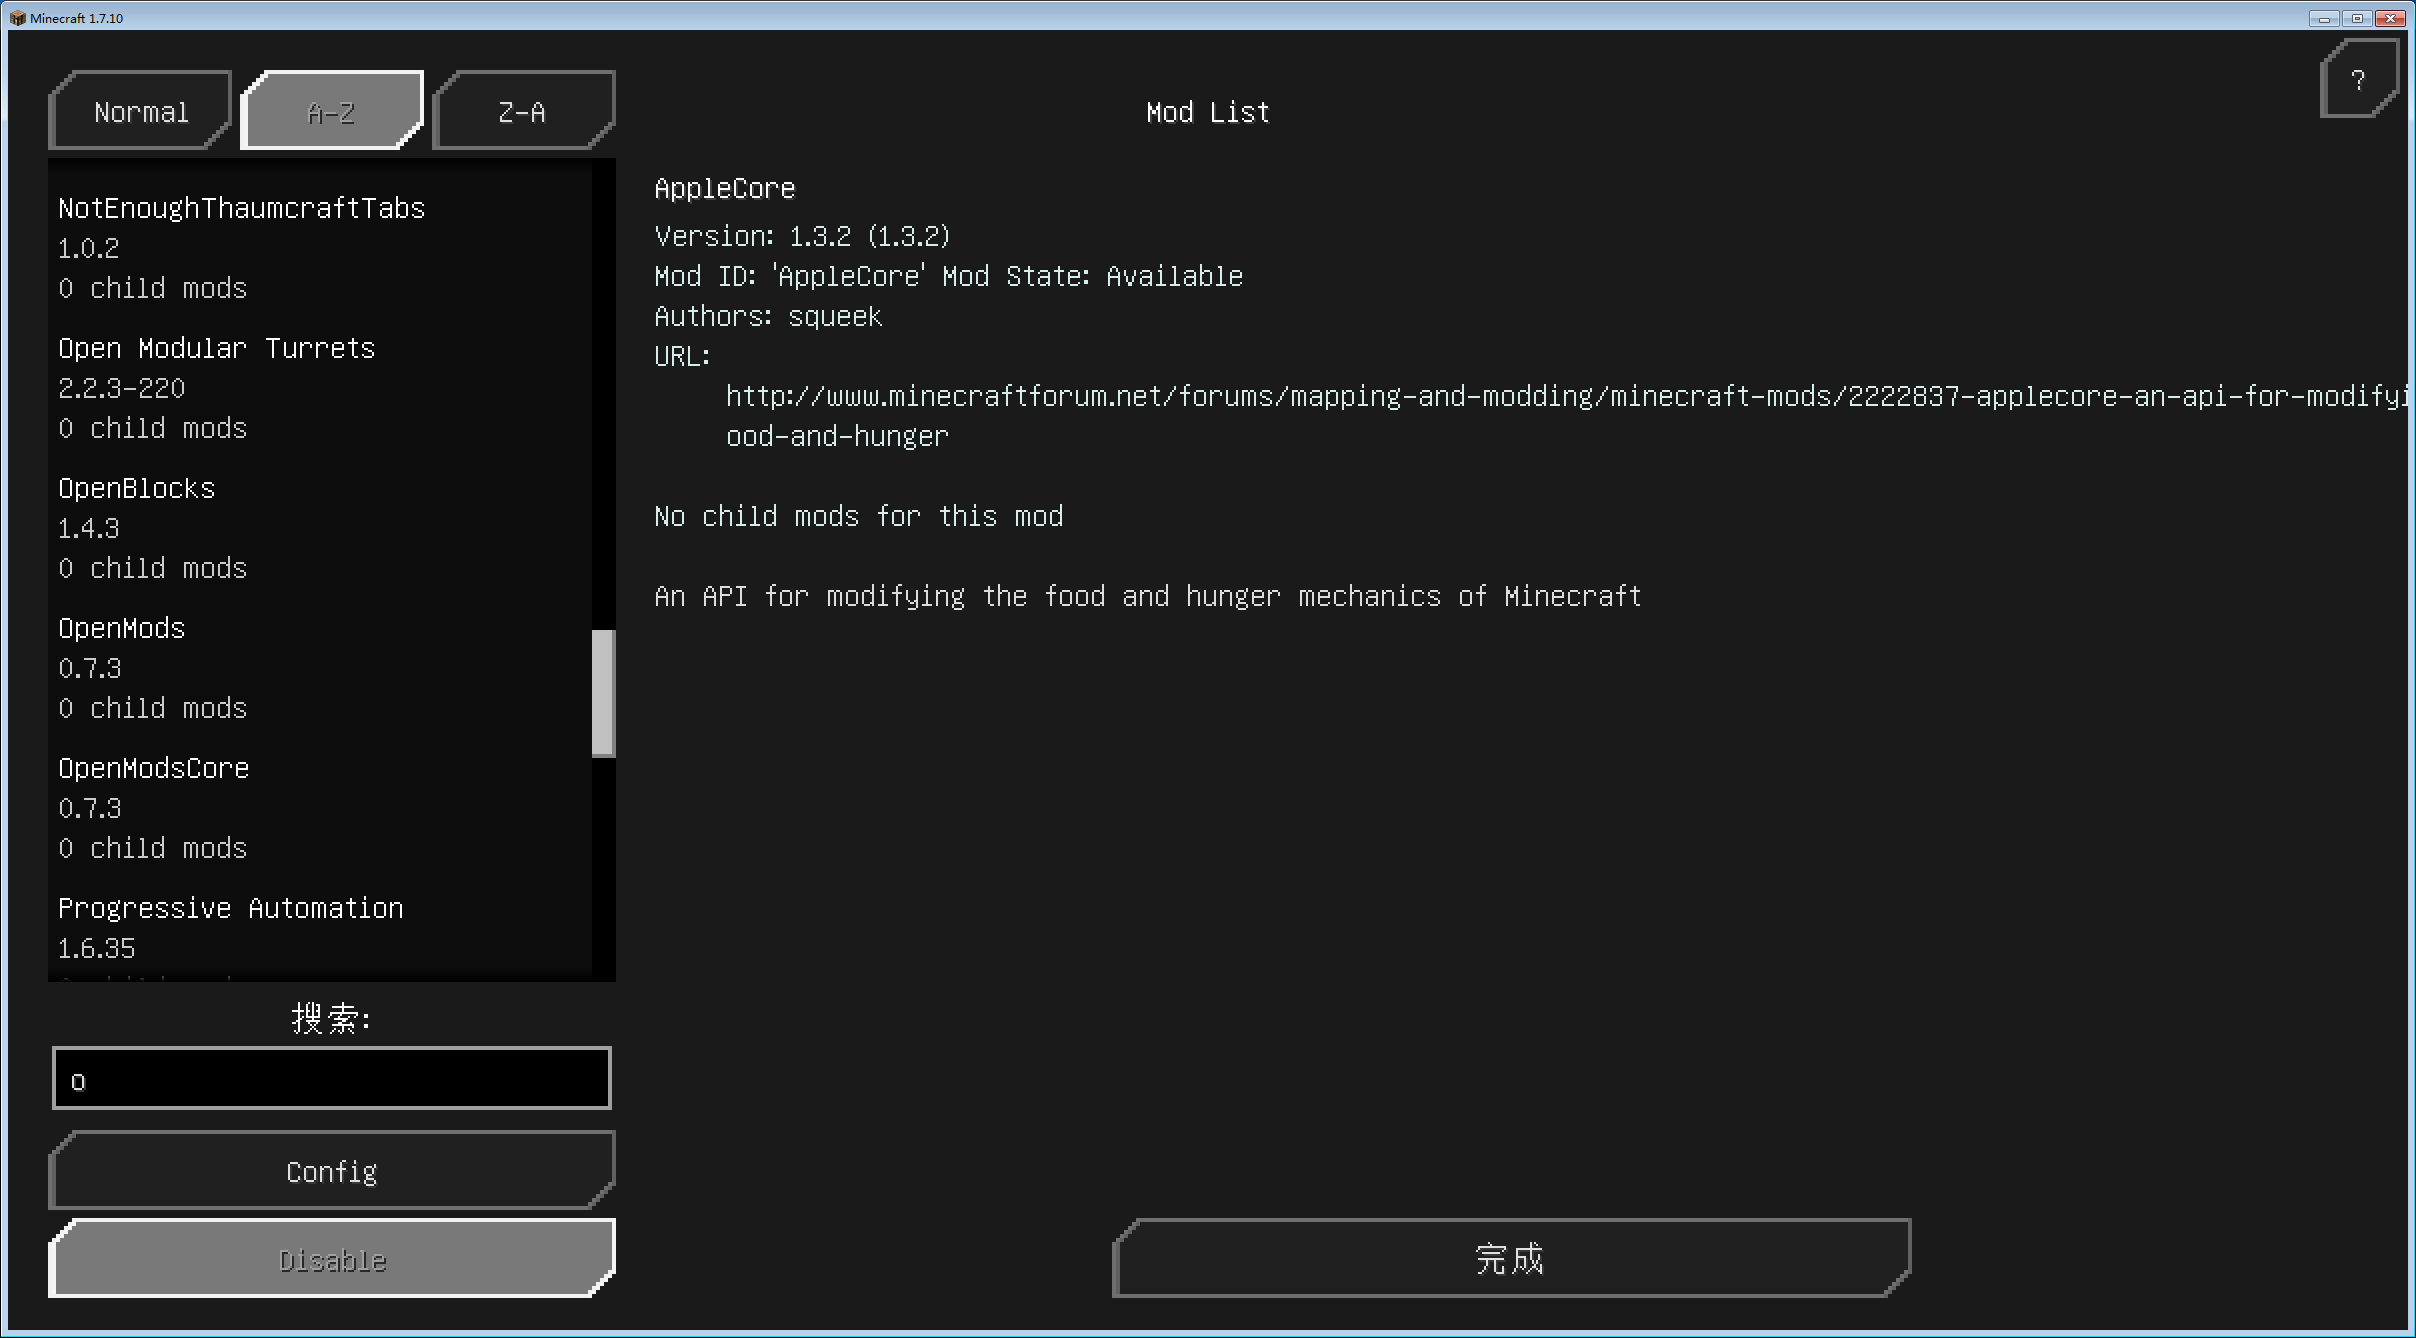 Minecraft 1.7.10
?
Normal
A-Z
Z-A
Mod List
NotEnoughThaumcraftTabs
1.0.2
0 child mods
Open Modular Turrets
2.2.3-220
0 child mods
OpenBlocks
1.4.3
0 child mods
OpenMods
0.7.3
0 child mods
OpenModsCore
0.7.3
0 child mods
Progressive Automation
1.6.35
搜索:
o
Config
Disable
AppleCore
Version: 1.3.2 (1.3.2)
Mod ID: 'AppleCore' Mod State: Available
Authors: squeek
URL:
http://www.minecraftforum.net/forums/mapping-and-modding/minecraft-mods/2222837-applecore-an-api-for-modifyi
ood-and-hunger
No child mods for this mod
An API for modifying the food and hunger mechanics of Minecraft
完成